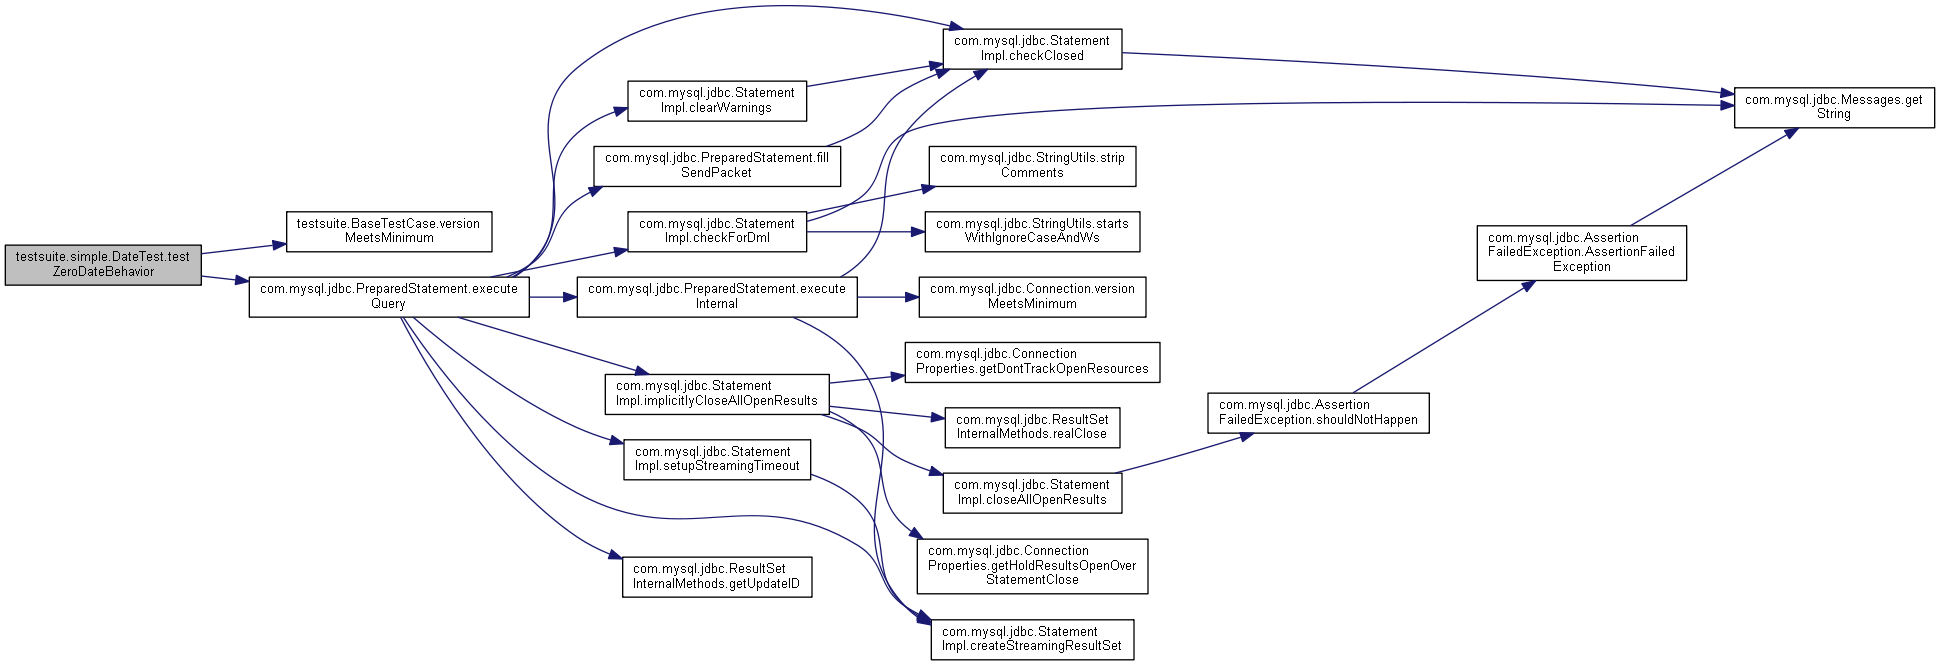 com.mysql.jdbc.Statement
Impl.checkClosed
com.mysql.jdbc.Statement
Impl.clearWarnings
com.mysql.jdbc.Messages.get
String
com.mysql.jdbc.PreparedStatement.fill
SendPacket
com.mysql.jdbc.StringUtils.strip
Comments
testsuite.BaseTestCase.version
MeetsMinimum
com.mysql.jdbc.Statement
Impl.checkForDml
com.mysql.jdbc.StringUtils.starts
WithIgnoreCaseAndWs
com.mysql.jdbc.Assertion
FailedException.AssertionFailed
Exception
testsuite.simple.DateTest.test
ZeroDateBehavior
com.mysql.jdbc.PreparedStatement.execute
Query
com.mysql.jdbc.PreparedStatement.execute
Internal
com.mysql.jdbc.Connection.version
MeetsMinimum
com.mysql.jdbc.Connection
Properties.getDontTrackOpenResources
com.mysql.jdbc.Statement
Impl.implicitlyCloseAllOpenResults
com.mysql.jdbc.ResultSet
InternalMethods.realClose
com.mysql.jdbc.Assertion
FailedException.shouldNotHappen
com.mysql.jdbc.Statement
Impl.setupStreamingTimeout
com.mysql.jdbc.Statement
Impl.closeAllOpenResults
com.mysql.jdbc.Connection
Properties.getHoldResultsOpenOver
StatementClose
com.mysql.jdbc.ResultSet
InternalMethods.getUpdateID
com.mysql.jdbc.Statement
Impl.createStreamingResultSet